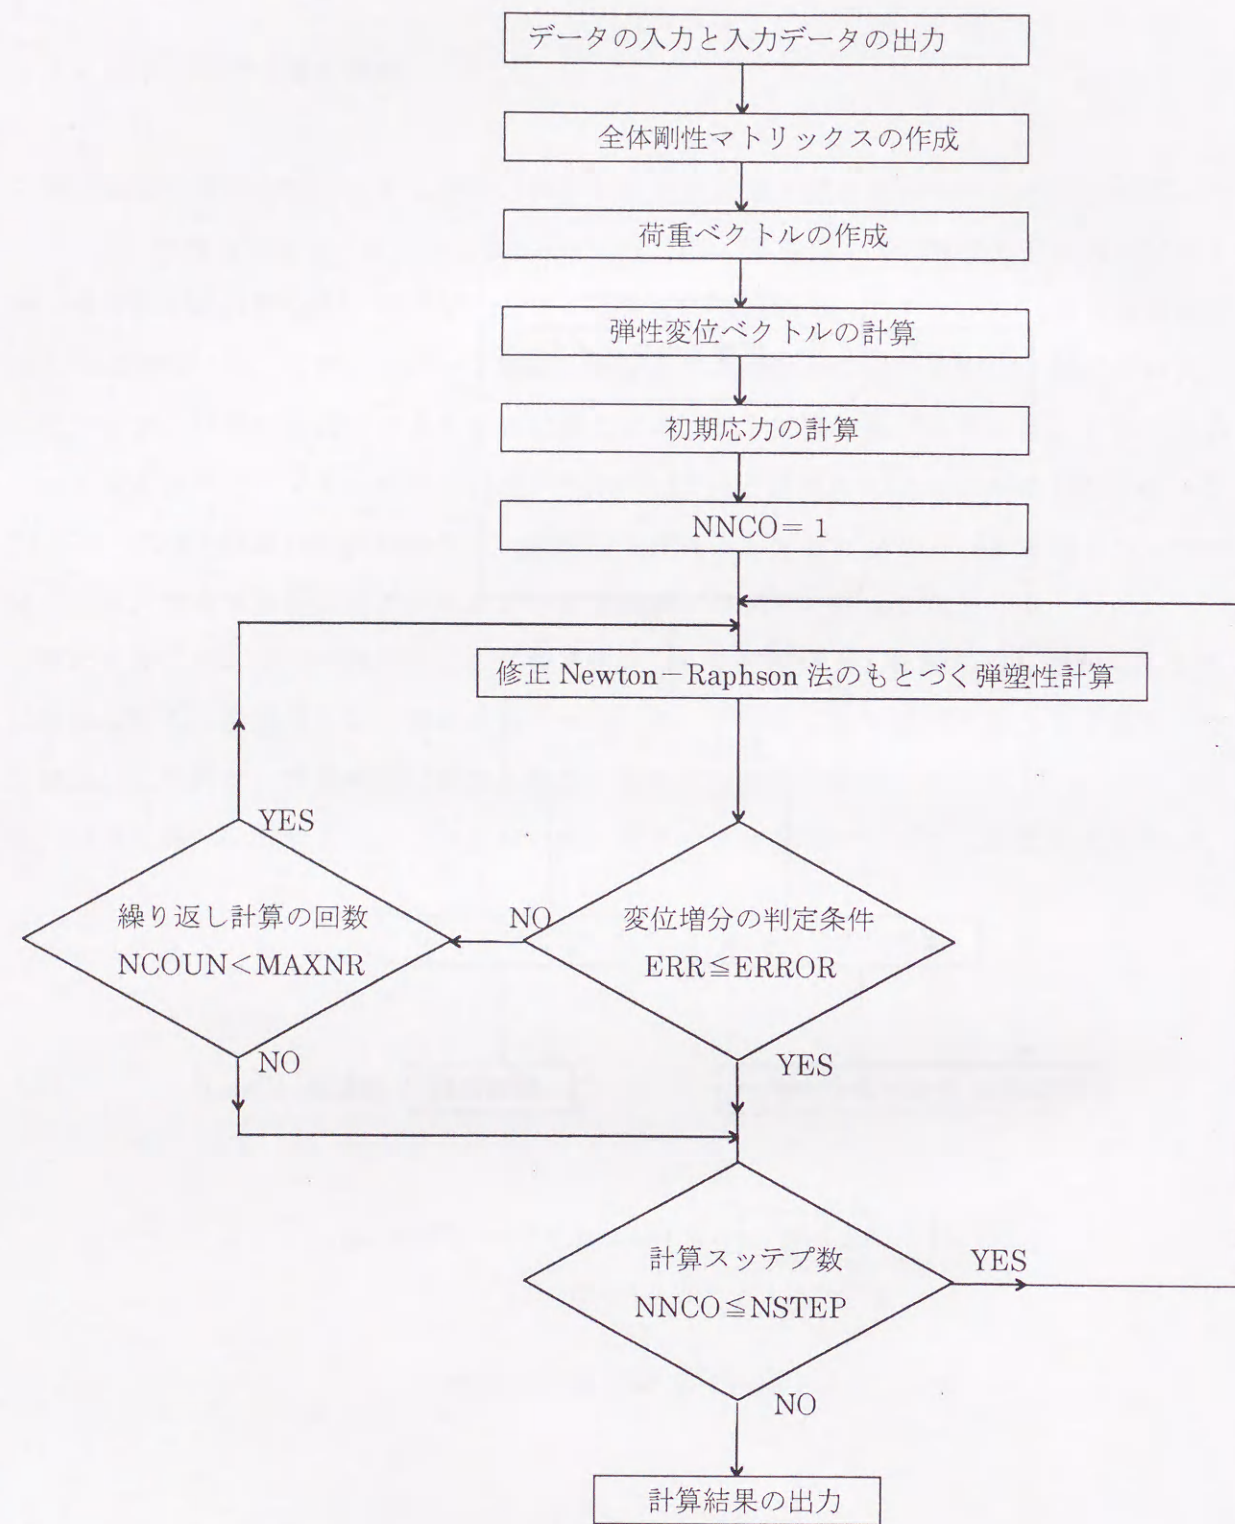 データの入力と入力データの出力
全体剛性マトリックスの作成
荷重ベクトルの作成
弾性変位ベクトルの計算
初期応力の計算
NNCO= 1
修正 Newton－Raphson 法のもとづく弾塑性計算
YES
繰り返し計算の回数
NCOUN<MAXNR
NO
変位増分の判定条件
ERR≦ERROR
NO
YES
計算スッテプ数
NNCO≦NSTEP
YES
NO
計算結果の出力